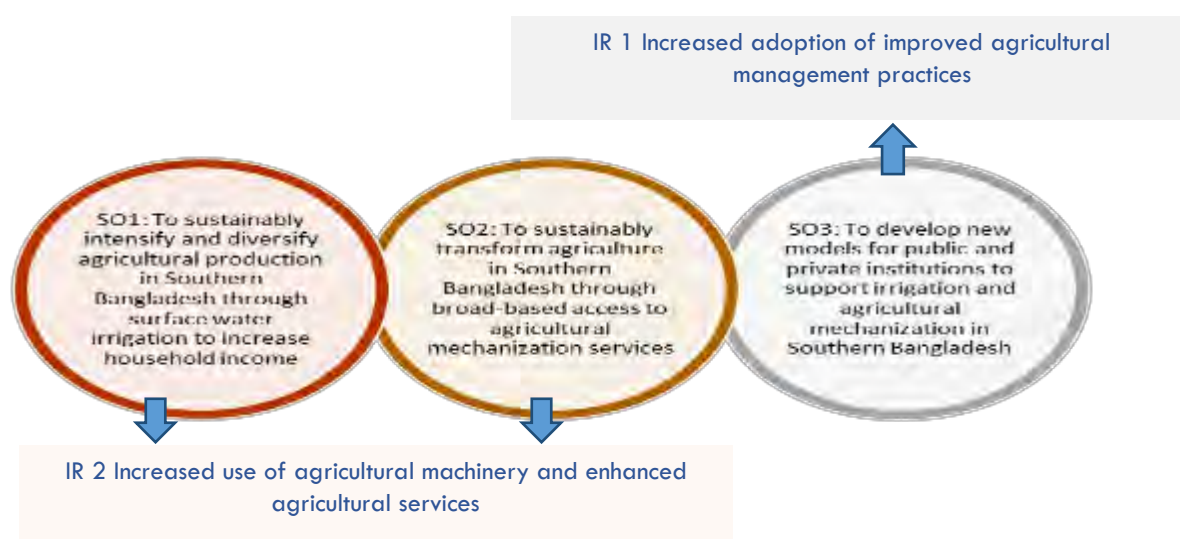 IR 1 Increased adoption of improved agricultural
management practices
SO1: To sustainably
intensify and diversify
agricultural production
in Southern
Bangladesh through
surface water
irrigation to increase
household income
SO2: To sustainably
transform agriculture
in Southern
Bangladesh through
broad-based access to
agricultural
mechanization services
SO3: To develop new
models for public and
private institutions to
support irrigation and
agricultural
mechanization in
Southern Bangladesh
IR 2 Increased use of agricultural machinery and enhanced
agricultural services